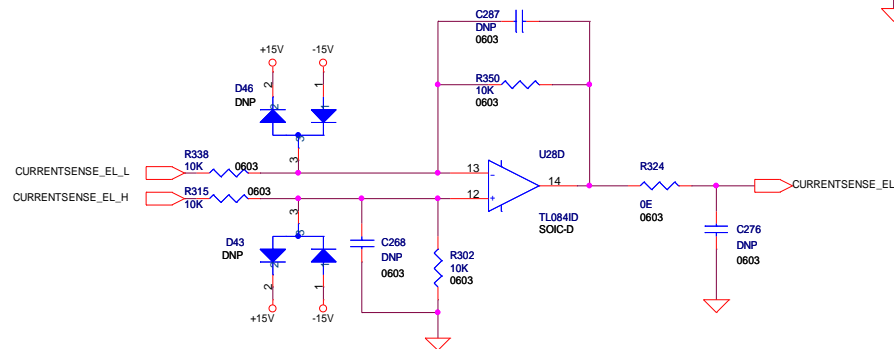 C287
DNP
0603
+15V
-15V
2
1
D46
DNP
3
R350
10K
0603
R338
10K
0603
CURRENTSENSE_EL_L
13
-
U28D
14
CURRENTSENSE_EL_H
R315
10K
0603
12
+
TL084ID
SOIC-D
R324
0E
0603
CURRENTSENSE_EL
3
D43
DNP
2
1
+15V
-15V
C268
DNP
0603
R302
10K
0603
C276
DNP
0603